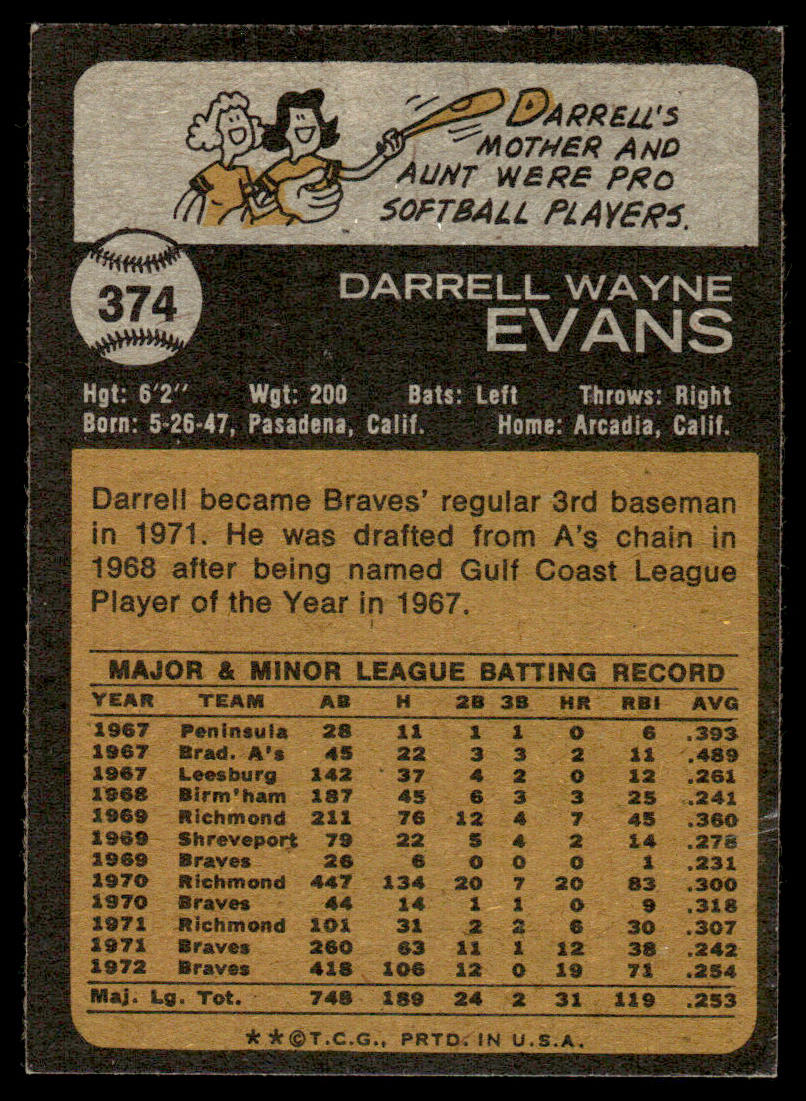 DARRELL'S
MOTHER AND
AUNT WERE PRO
SOFTBALL PLAYERS.
374
DARRELL WAYNE
EVANS
Hgt: 6'2" Wgt: 200 Bats: Left Throws: Right
Born: 5-26-47, Pasadena, Calif. Home: Arcadia, Calif.
Darrell became Braves' regular 3rd baseman
in 1971. He was drafted from A's chain in
1968 after being named Gulf Coast League
Player of the Year in 1967.
MAJOR & MINOR LEAGUE BATTING RECORD
YEAR TEAM AB H 2B 3B HR RBI AVG
1967 Peninsula 28 11 1 1 0 6 .393
1967 Brad. A's 45 22 3 3 2 11 .489
1967 Leesburg 142 37 4 2 0 12 .261
1968 Birm'ham 187 45 6 3 3 25 .241
1969 Richmond 211 76 12 4 7 45 .360
1969 Shreveport 79 22 5 4 2 14 .278
1969 Braves 26 6 0 0 0 1 .231
1970 Richmond 447 134 20 7 20 83 .300
1970 Braves 44 14 1 1 0 9 .318
1971 Richmond 101 31 2 2 6 30 .307
1971 Braves 260 63 11 1 12 38 .242
1972 Braves 418 106 12 0 19 71 .254
Maj. Lg. Tot. 748 189 24 2 31 119 .253
**©T.C.G., PRTD. IN U.S.A.